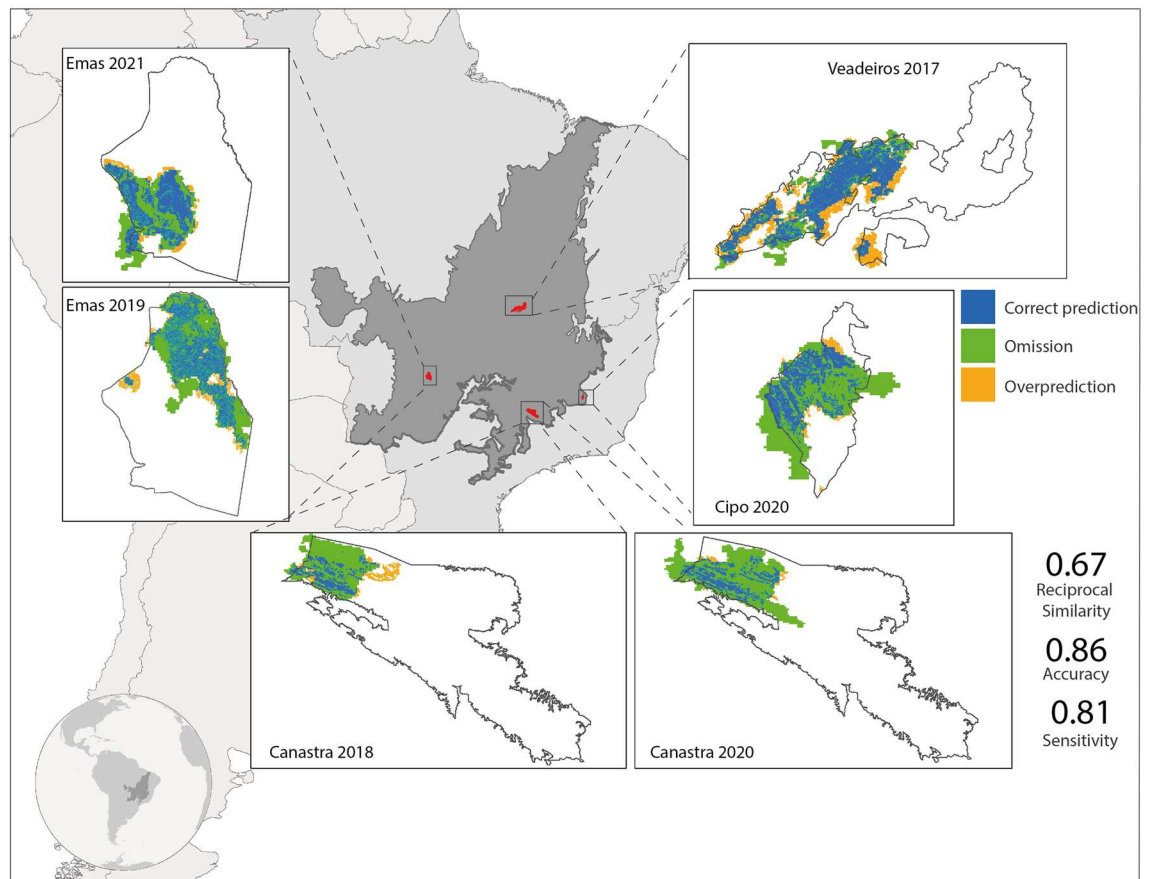 Emas 2021
Veadeiros 2017
Emas 2019
Correct prediction
Omission
Overprediction
Cipo 2020
Canastra 2018
Canastra 2020
0.67
Reciprocal
Similarity
0.86
Accuracy
0.81
Sensitivity